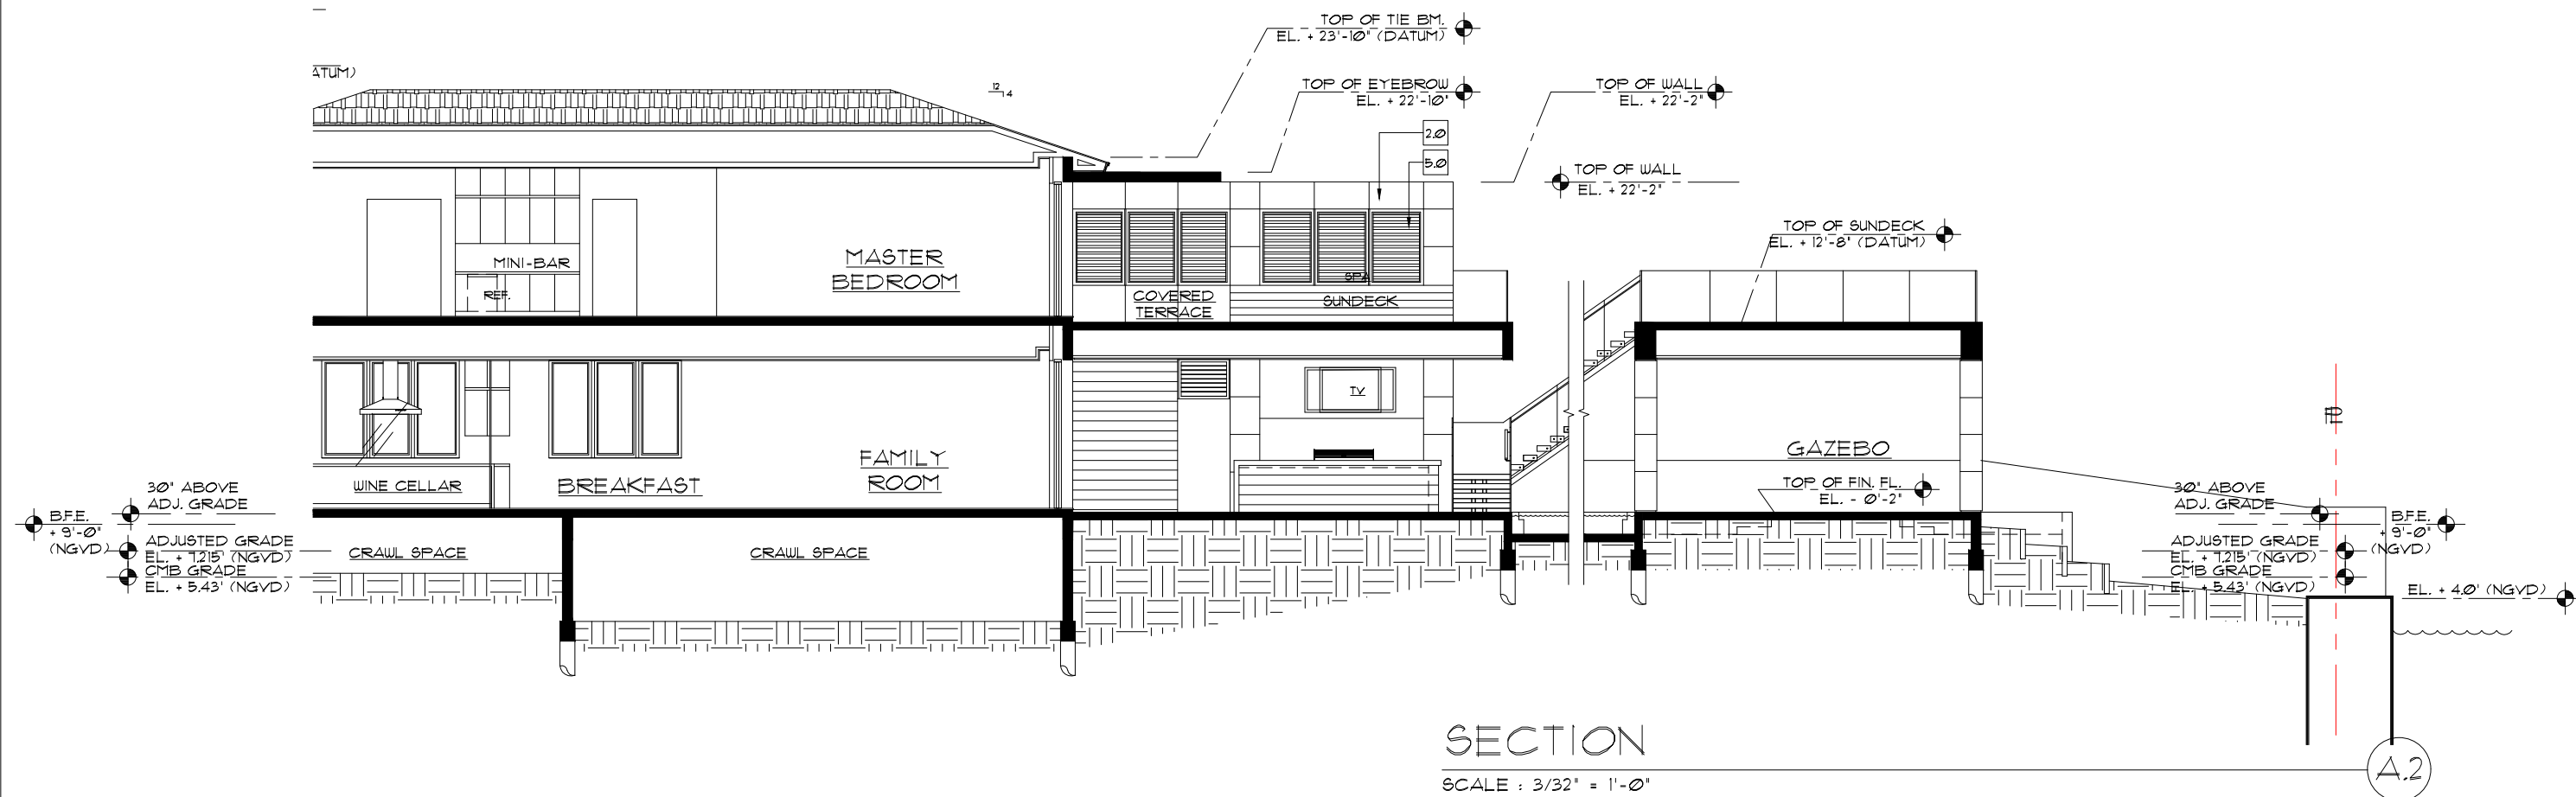 TOP OF TIE BM.
EL. + 23'-10" (DATUM)
ATUM)
12
4
TOP OF EYEBROW
EL. + 22'-10"
TOP OF WALL
EL. + 22'-2"
2.0
5.0
TOP OF WALL
EL. + 22'-2"
TOP OF SUNDECK
EL. + 12'-8" (DATUM)
MINI-BAR
REF.
MASTER
BEDROOM
COVERED
TERRACE
SPA
SUNDECK
TV
WINE CELLAR
BREAKFAST
FAMILY
ROOM
GAZEBO
TOP OF FIN. FL.
EL. - 0'-2"
30" ABOVE
ADJ. GRADE
B.F.E.
+ 9'-0"
(NGVD)
ADJUSTED GRADE
EL. + 7.215' (NGVD)
CMB GRADE
EL. + 5.43' (NGVD)
CRAWL SPACE
CRAWL SPACE
30" ABOVE
ADJ. GRADE
B.F.E.
+ 9'-0"
(NGVD)
ADJUSTED GRADE
EL. + 7.215' (NGVD)
CMB GRADE
EL. + 5.43' (NGVD)
EL. + 4.0' (NGVD)
SECTION
SCALE : 3/32" = 1'-0"
A.2